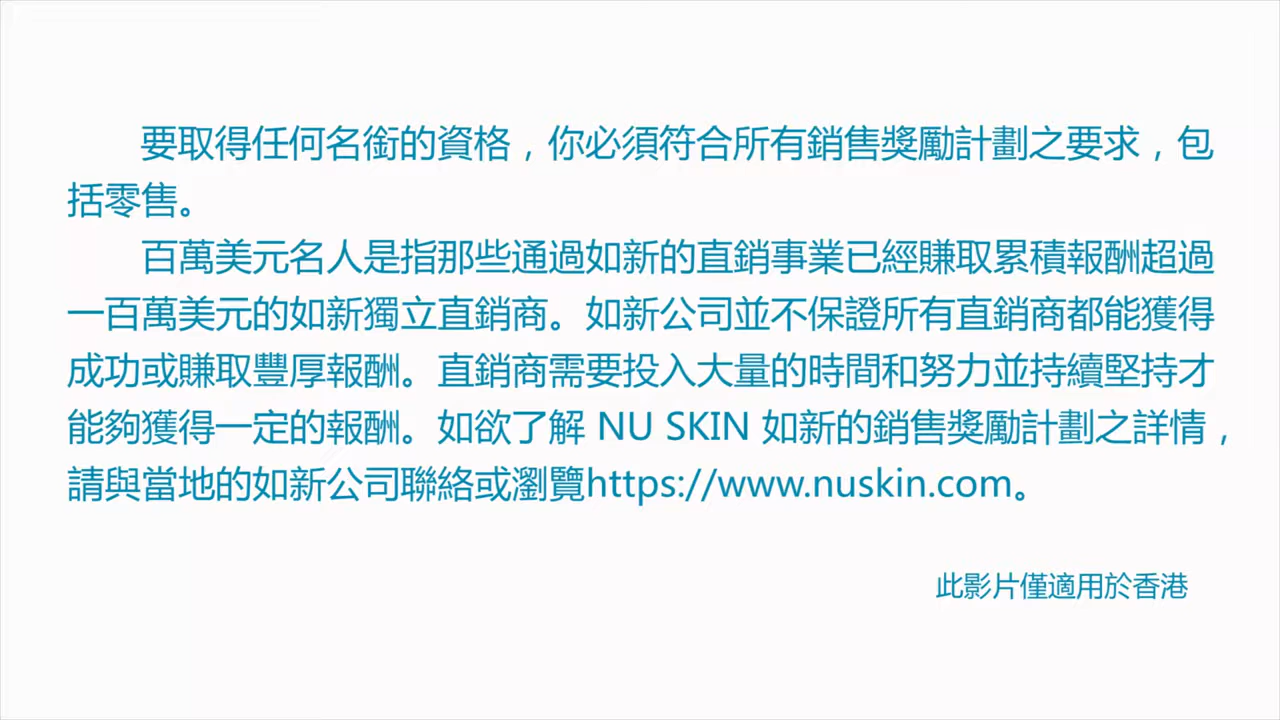 要取得任何名銜的資格，你必須符合所有銷售獎勵計劃之要求，包
括零售。
百萬美元名人是指那些通過如新的直銷事業已經賺取累積報酬超過
一百萬美元的如新獨立直銷商。如新公司並不保證所有直銷商都能獲得
成功或賺取豐厚報酬。直銷商需要投入大量的時間和努力並持續堅持才
能夠獲得一定的報酬。如欲了解 NU SKIN 如新的銷售獎勵計劃之詳情，
請與當地的如新公司聯絡或瀏覽https://www.nuskin.com。
此影片僅適用於香港